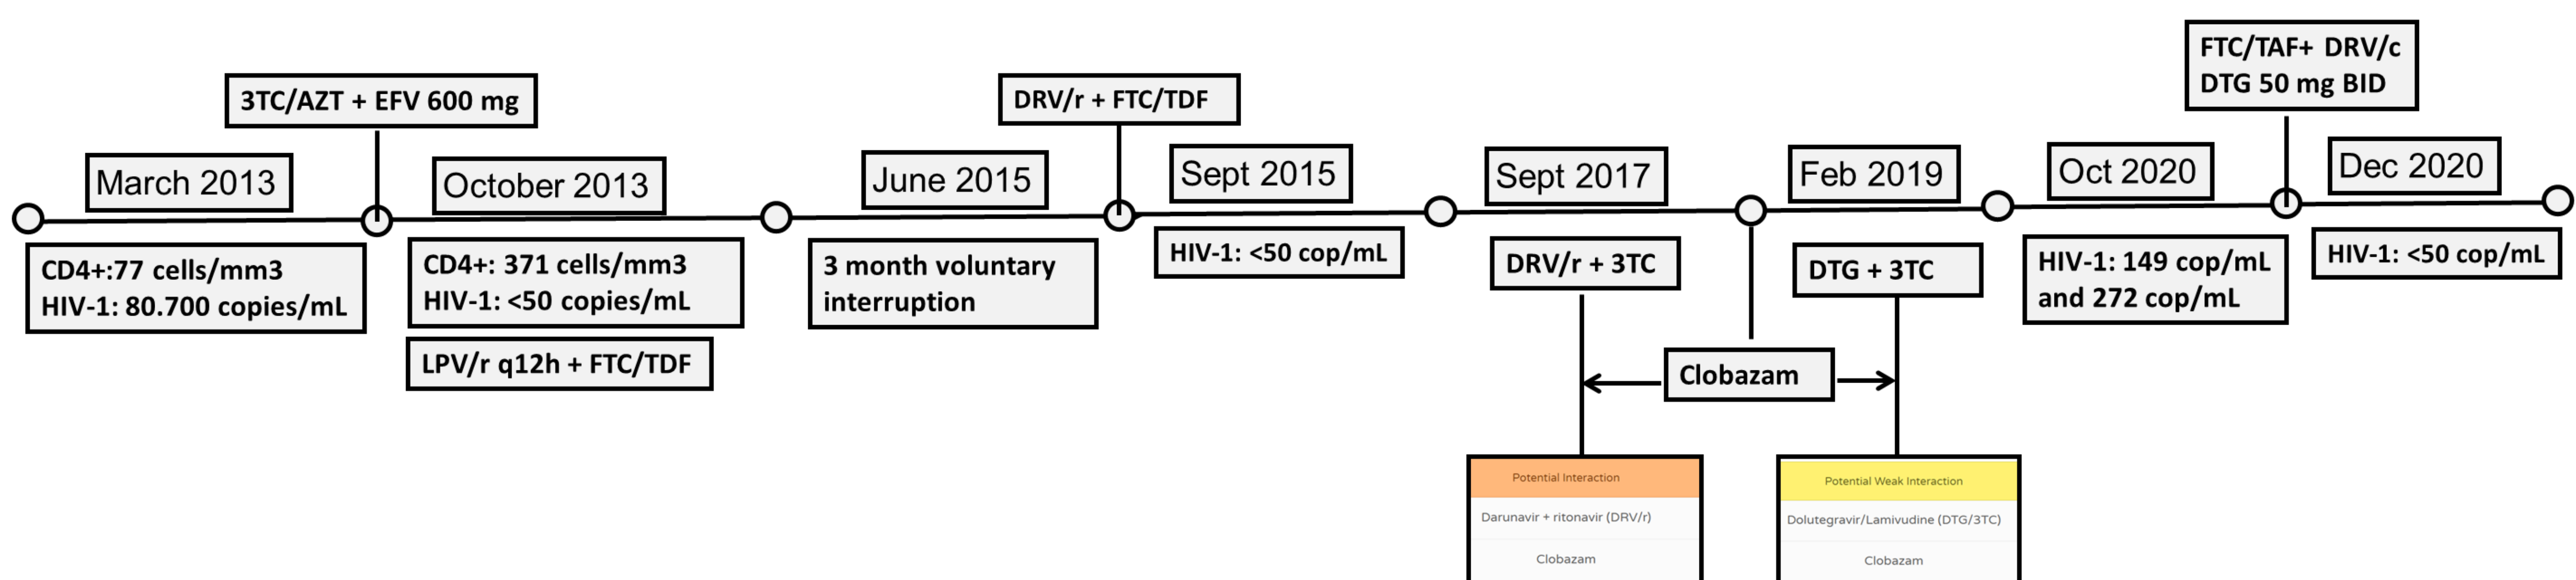 March 2013
CD4+:77 cells/mm3
HIV-1: 80.700 copies/mL
3TC/AZT + EFV 600 mg
October 2013
CD4+: 371 cells/mm3
HIV-1: <50 copies/mL
LPV/r q12h + FTC/TDF
June 2015
3 month voluntary
interruption
DRV/r + FTC/TDF
Sept 2015
HIV-1: <50 cop/mL
Sept 2017
DRV/r + 3TC
Clobazam
Potential Interaction
Darunavir + ritonavir (DRV/r)
Clobazam
Feb 2019
DTG + 3TC
Potential Weak Interaction
Dolutegravir/Lamivudine (DTG/3TC)
Clobazam
Oct 2020
HIV-1: 149 cop/mL
and 272 cop/mL
FTC/TAF+ DRV/c
DTG 50 mg BID
Dec 2020
HIV-1: <50 cop/mL